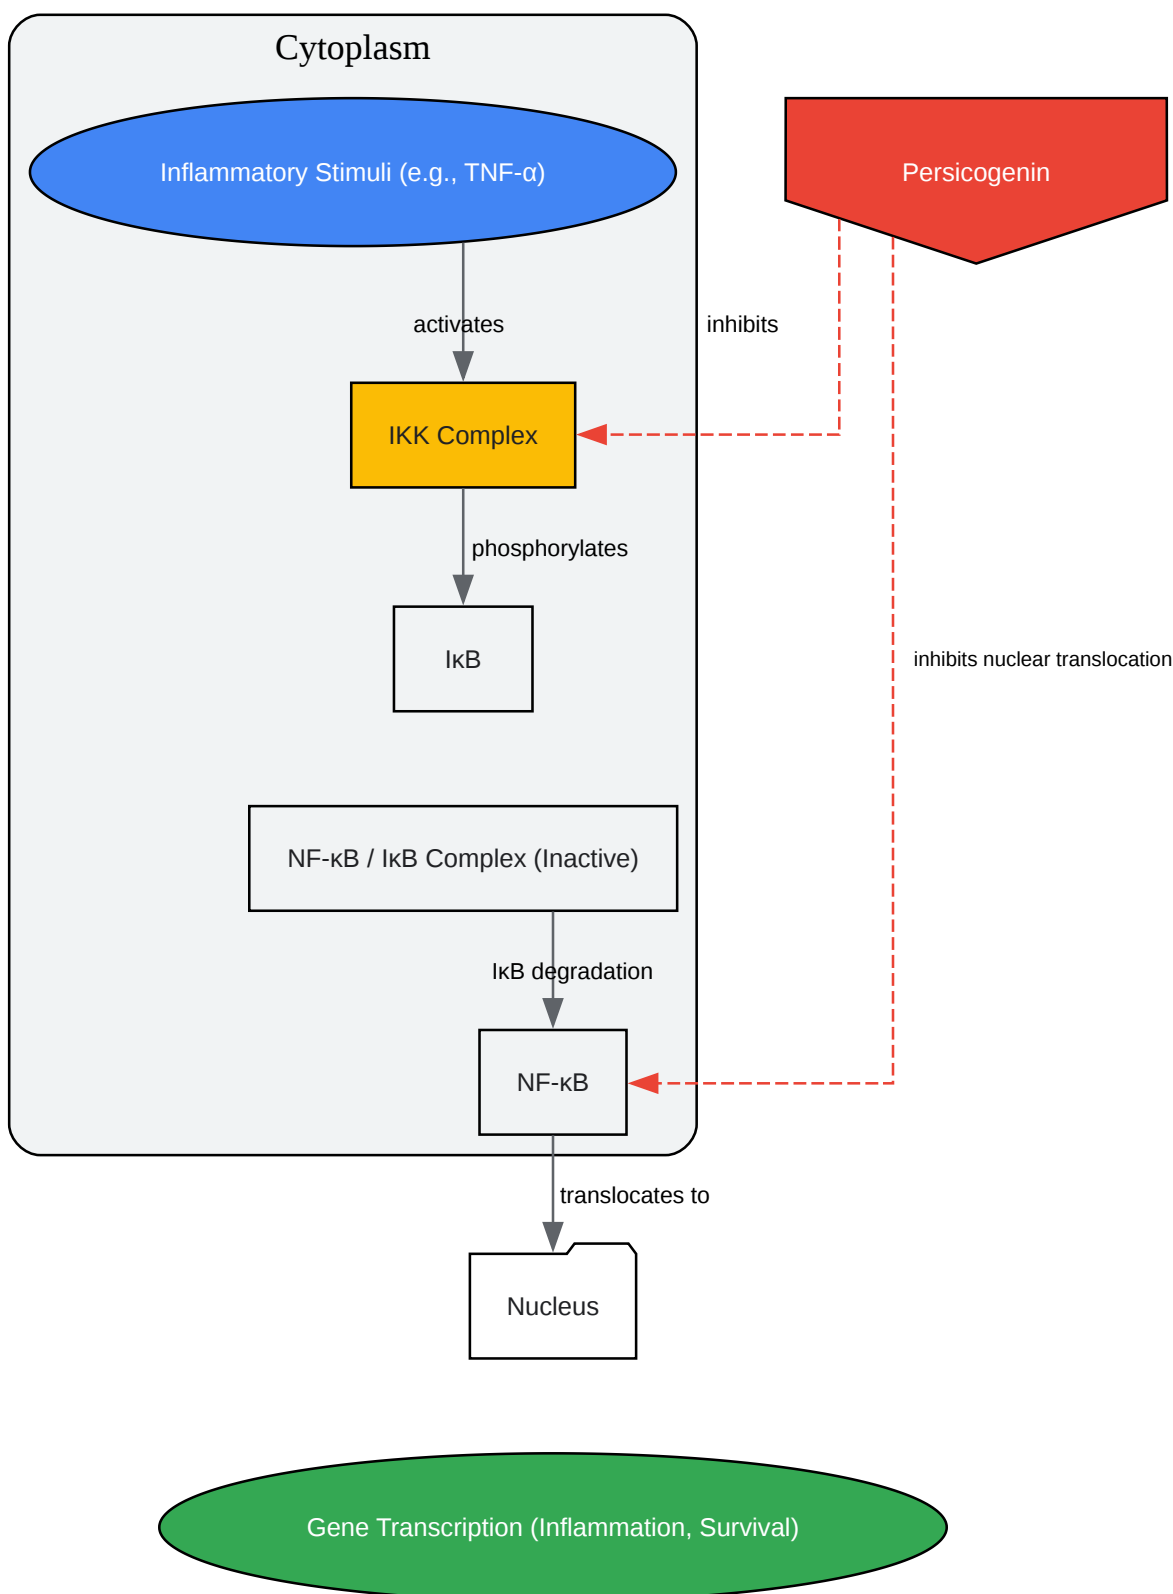 Cytoplasm
Inflammatory Stimuli (e.g., TNF-α)
Persicogenin
activates
inhibits
IKK Complex
phosphorylates
IκB
inhibits nuclear translocation
NF-κB / IκB Complex (Inactive)
IκB degradation
NF-κB
translocates to
Nucleus
Gene Transcription (Inflammation, Survival)